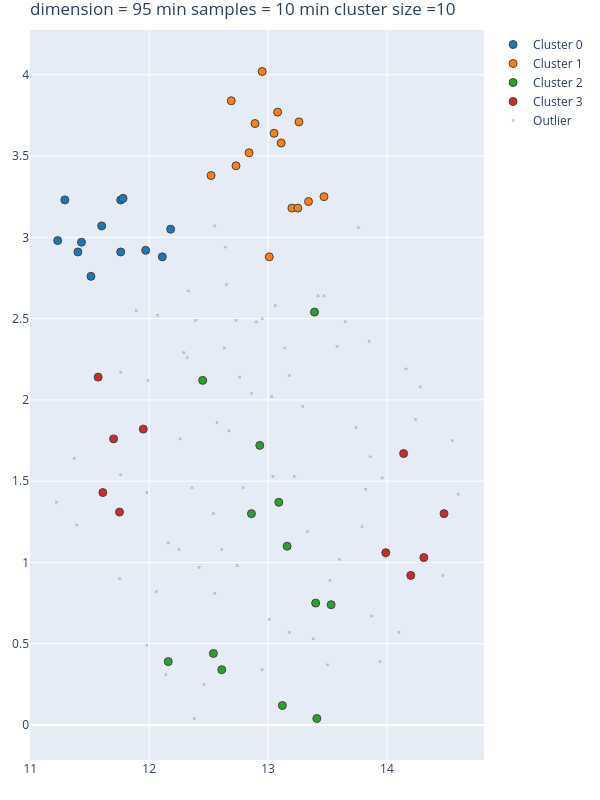 dimension = 95 min samples = 10 min cluster size =10
Cluster 0
Cluster 1
Cluster 2
Cluster 3
Outlier
4
3.5
3
2.5
2
1.5
1
0.5
0
11 12 13 14